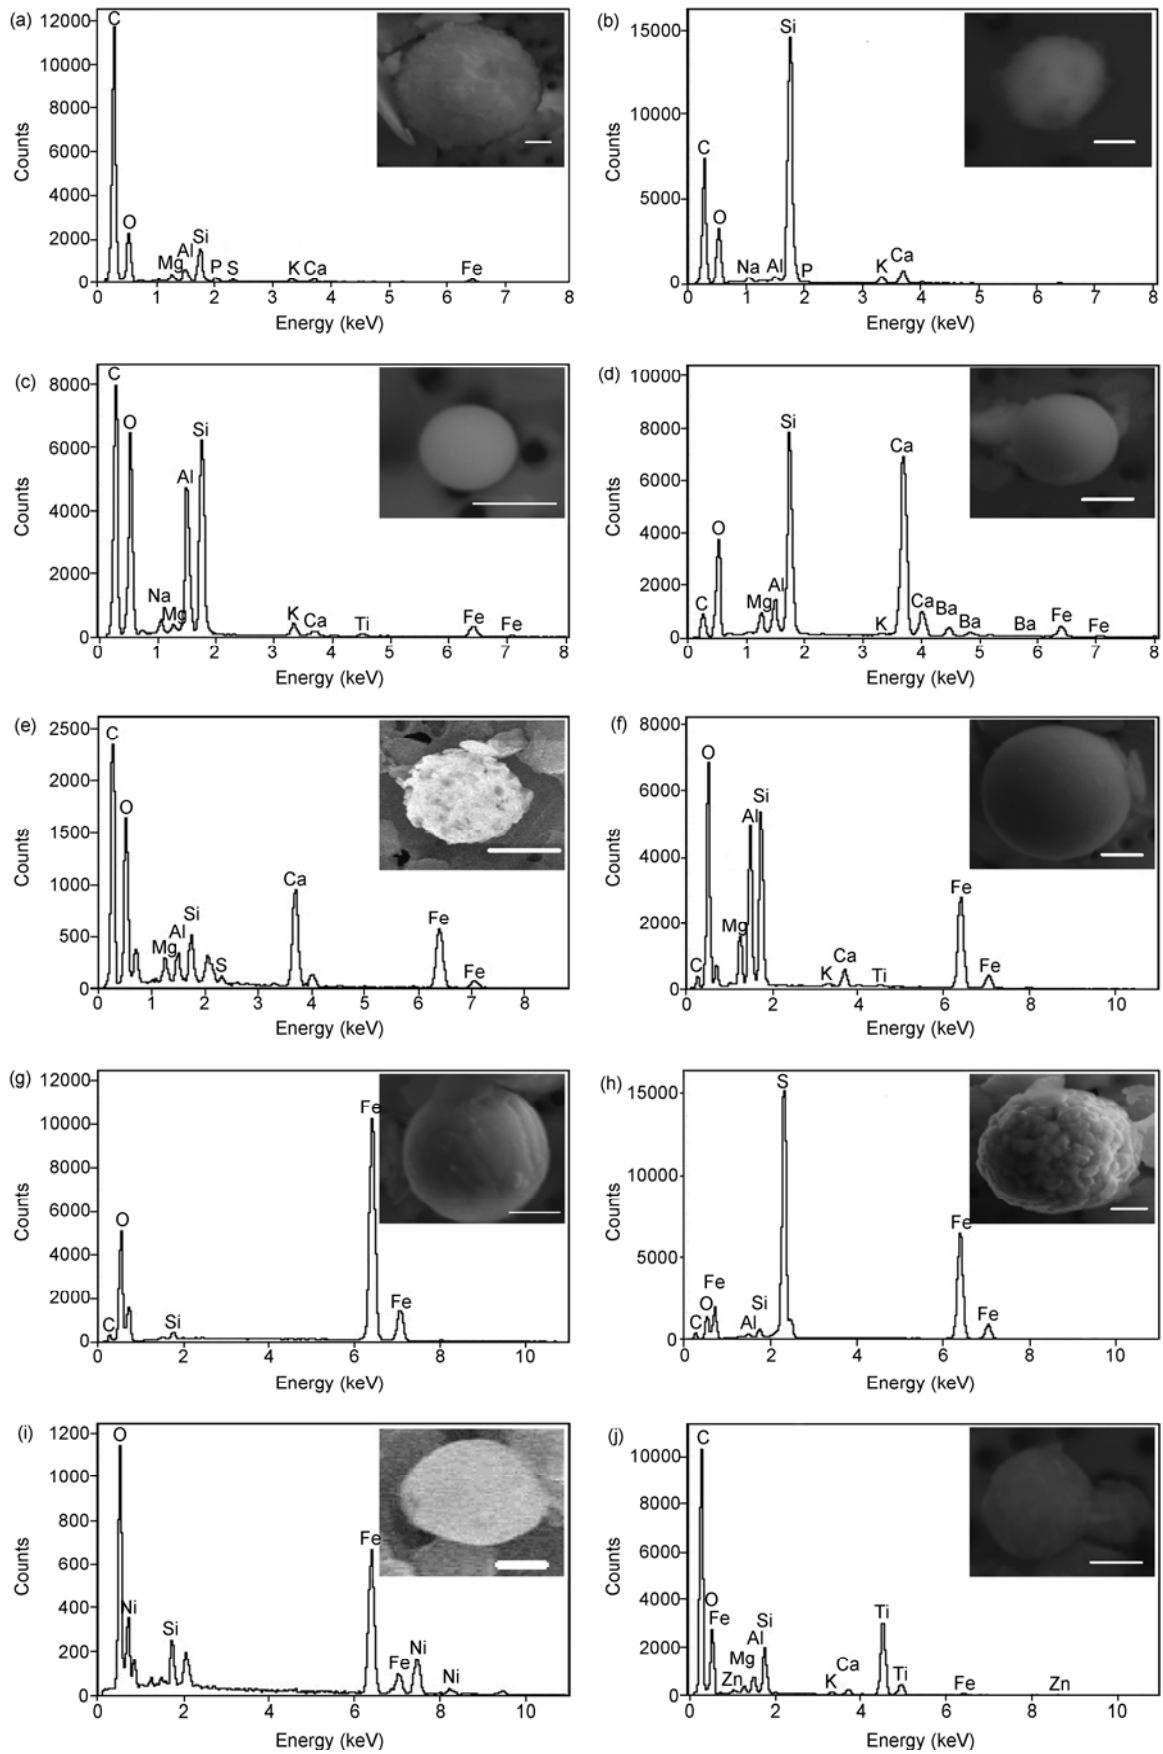 (a)
12000
10000
8000
6000
4000
2000
0
Counts
C
O
Mg
Al
Si
P
S
K
Ca
Fe
0 1 2 3 4 5 6 7 8
Energy (keV)
(b)
15000
10000
5000
0
Counts
C
O
Na
Al
Si
P
K
Ca
0 1 2 3 4 5 6 7 8
Energy (keV)
(c)
8000
6000
4000
2000
0
Counts
C
O
Na
Mg
Al
Si
K
Ca
Ti
Fe
Fe
0 1 2 3 4 5 6 7 8
Energy (keV)
(d)
10000
8000
6000
4000
2000
0
Counts
C
O
Mg
Al
Si
K
Ca
Ca
Ba
Ba
Ba
Fe
Fe
0 1 2 3 4 5 6 7 8
Energy (keV)
(e)
2500
2000
1500
1000
500
0
Counts
C
O
Mg
Al
Si
S
Ca
Fe
Fe
0 1 2 3 4 5 6 7 8
Energy (keV)
(f)
8000
6000
4000
2000
0
Counts
C
O
Mg
Al
Si
K
Ca
Ti
Fe
Fe
0 2 4 6 8 10
Energy (keV)
(g)
12000
10000
8000
6000
4000
2000
0
Counts
C
O
Si
Fe
Fe
0 2 4 6 8 10
Energy (keV)
(h)
15000
10000
5000
0
Counts
C
O
Fe
Al
Si
S
Fe
Fe
0 2 4 6 8 10
Energy (keV)
(i)
1200
1000
800
600
400
200
0
Counts
O
Ni
Si
Fe
Fe
Ni
Ni
0 2 4 6 8 10
Energy (keV)
(j)
10000
8000
6000
4000
2000
0
Counts
C
O
Fe
Zn
Mg
Al
Si
K
Ca
Ti
Ti
Fe
Zn
0 2 4 6 8 10
Energy (keV)